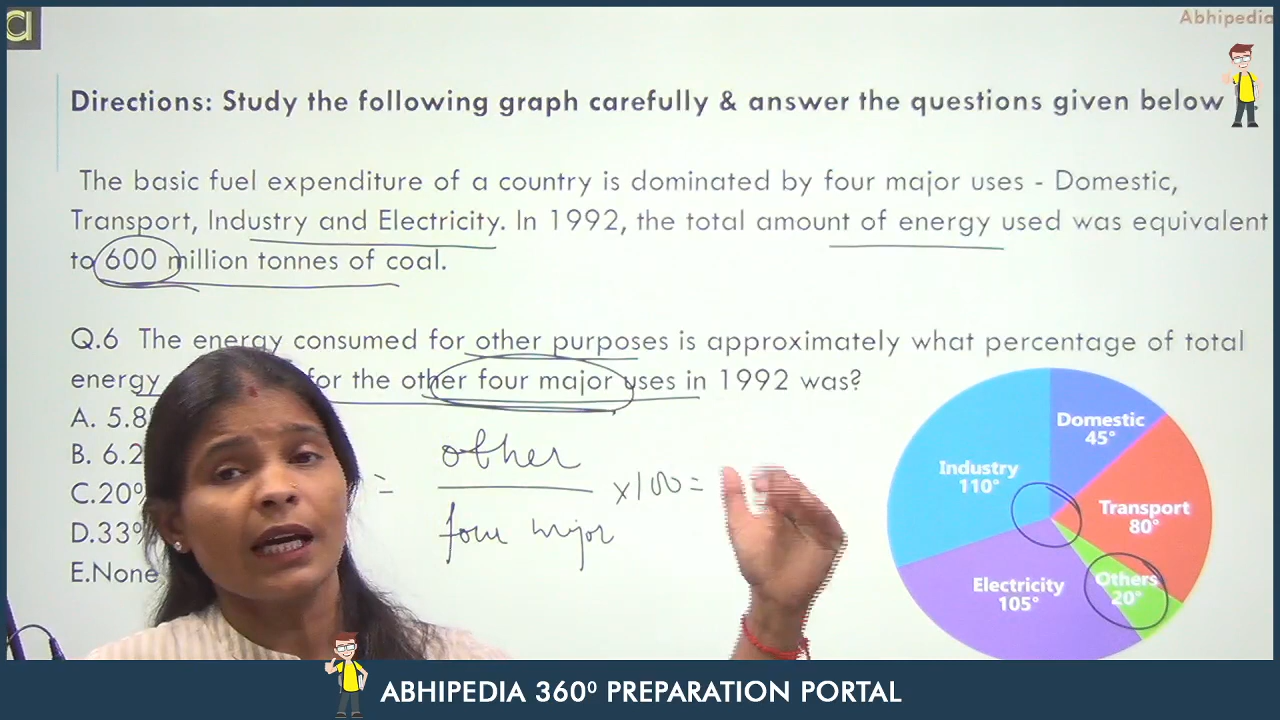 a
Abhipedia
Directions: Study the following graph carefully & answer the questions given below
The basic fuel expenditure of a country is dominated by four major uses - Domestic,
Transport, Industry and Electricity. In 1992, the total amount of energy used was equivalent
to 600 million tonnes of coal.
Q.6 The energy consumed for other purposes is approximately what percentage of total
energy for the other four major uses in 1992 was?
A. 5.8
B. 6.2
C.20%
D.33%
E.None
= other
four major
x100 =
Domestic
45°
Industry
110°
Transport
80°
Others
20°
Electricity
105°
ABHIPEDIA 360⁰ PREPARATION PORTAL